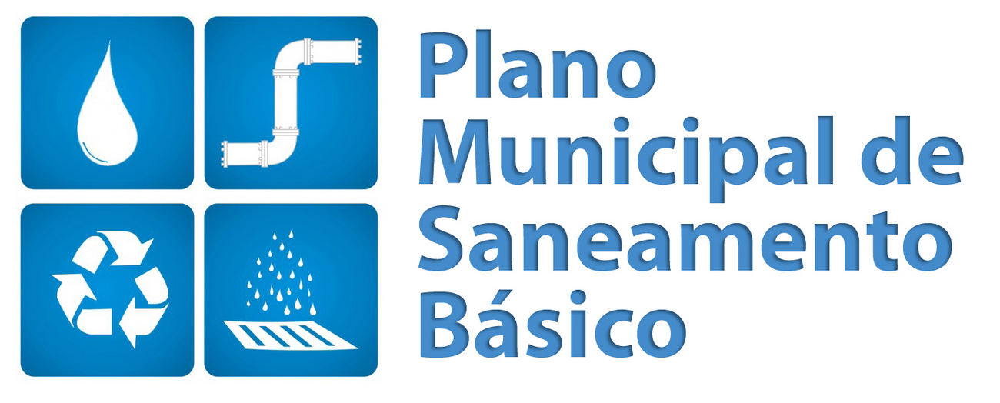 Plano
Municipal de
Saneamento
Básico